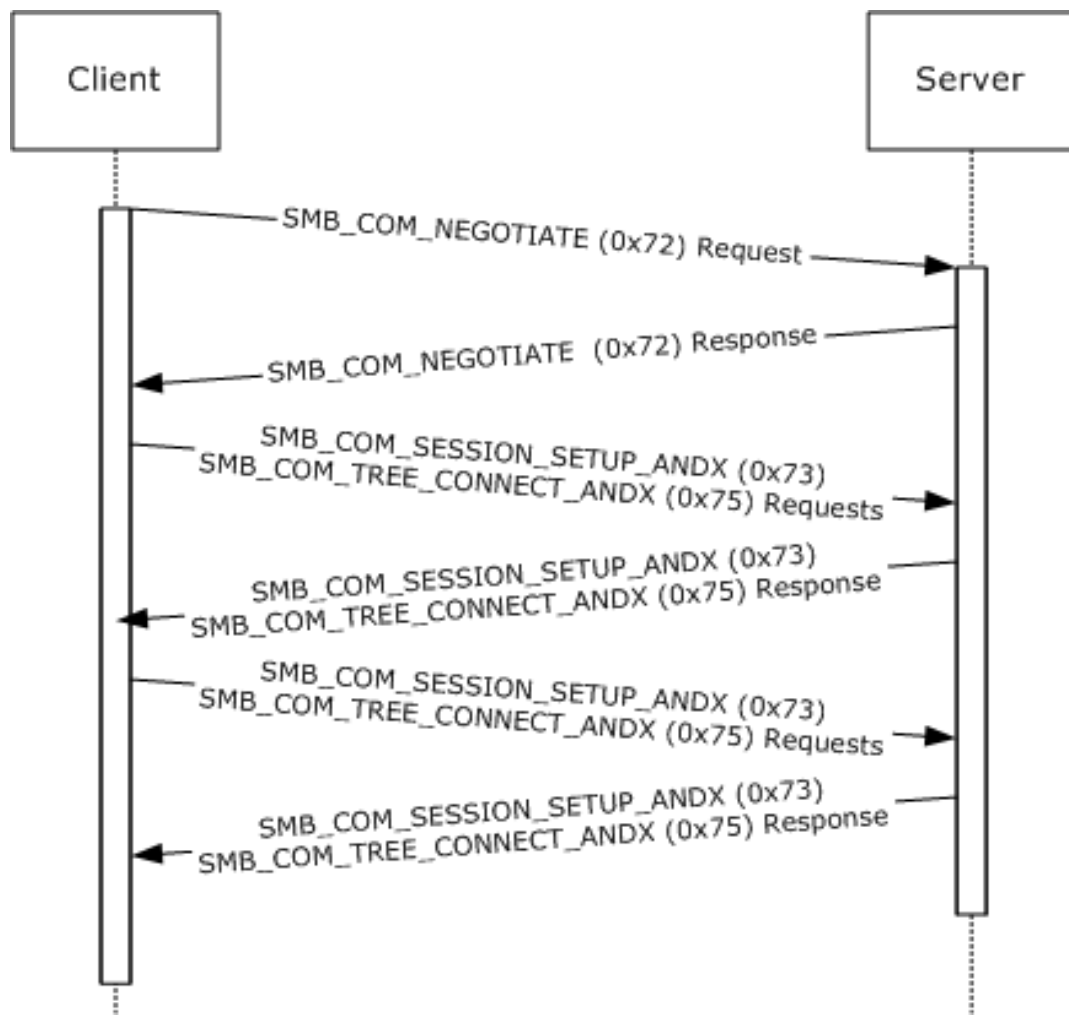 Client
Server
SMB_COM_NEGOTIATE (0x72) Request
SMB_COM_NEGOTIATE (0x72) Response
SMB_COM_SESSION_SETUP_ANDX (0x73)
SMB_COM_TREE_CONNECT_ANDX (0x75) Requests
SMB_COM_SESSION_SETUP_ANDX (0x73)
SMB_COM_TREE_CONNECT_ANDX (0x75) Response
SMB_COM_SESSION_SETUP_ANDX (0x73)
SMB_COM_TREE_CONNECT_ANDX (0x75) Requests
SMB_COM_SESSION_SETUP_ANDX (0x73)
SMB_COM_TREE_CONNECT_ANDX (0x75) Response